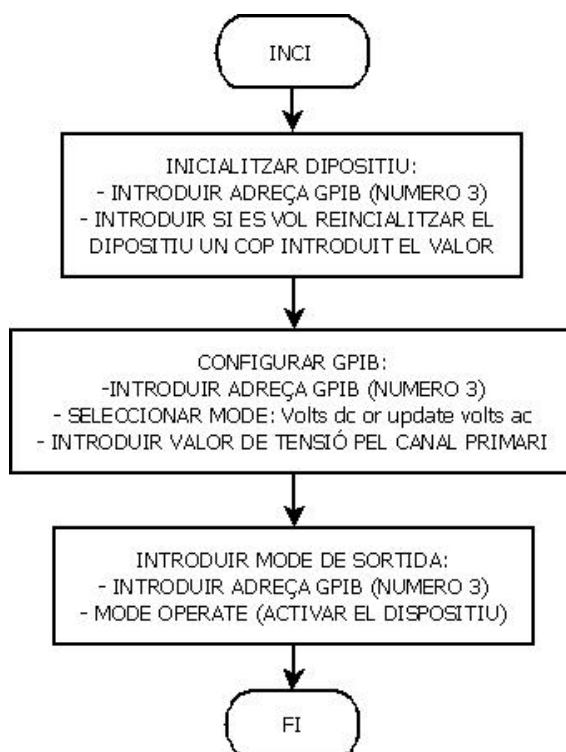 INCI
INICIALITZAR DIPOSITIU:
- INTRODUIR ADREÇA GPIB (NUMERO 3)
- INTRODUIR SI ES VOL REINCIALITZAR EL
DIPOSITIU UN COP INTRODUIT EL VALOR
CONFIGURAR GPIB:
-INTRODUIR ADREÇA GPIB (NUMERO 3)
- SELECCIONAR MODE: Volts dc or update volts ac
- INTRODUIR VALOR DE TENSIÓ PEL CANAL PRIMARI
INTRODUIR MODE DE SORTIDA:
- INTRODUIR ADREÇA GPIB (NUMERO 3)
- MODE OPERATE (ACTIVAR EL DISPOSITIU)
FI